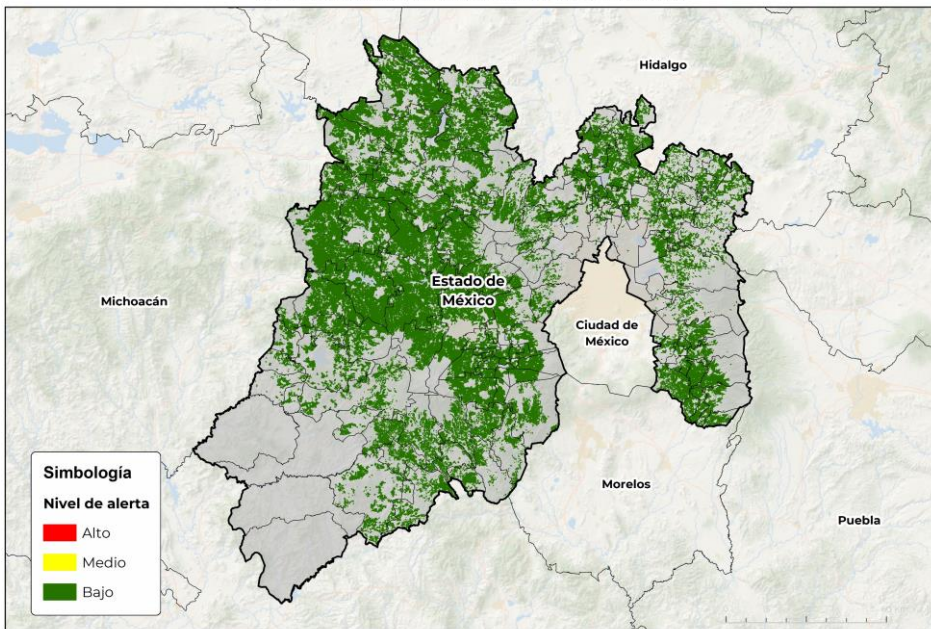 Hidalgo
Estado de
México
Michoacán
Ciudad de
México
Morelos
Puebla
Simbología
Nivel de alerta
Alto
Medio
Bajo